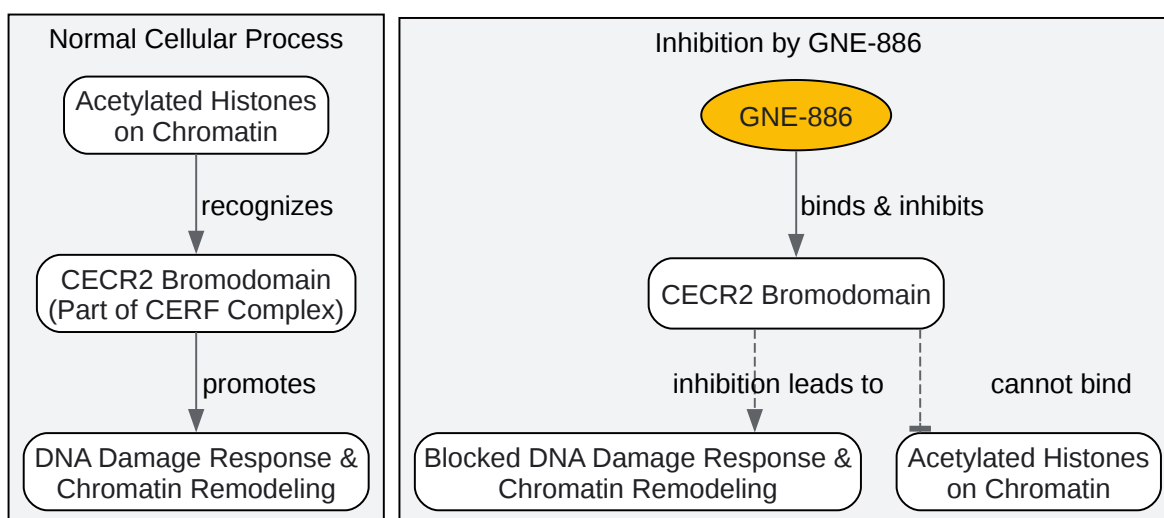 Normal Cellular Process
Acetylated Histones
on Chromatin
recognizes
CECR2 Bromodomain
(Part of CERF Complex)
promotes
DNA Damage Response &
Chromatin Remodeling
Inhibition by GNE-886
GNE-886
binds & inhibits
CECR2 Bromodomain
inhibition leads to
cannot bind
Blocked DNA Damage Response &
Chromatin Remodeling
Acetylated Histones
on Chromatin